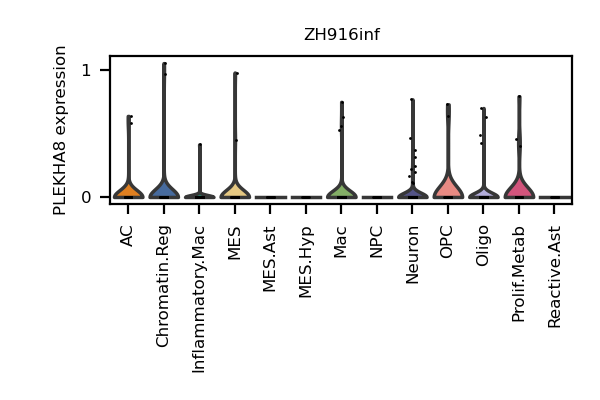 ZH916inf
PLEKHA8 expression
1
0
AC
Chromatin.Reg
Inflammatory.Mac
MES
MES.Ast
MES.Hyp
Mac
NPC
Neuron
OPC
Oligo
Prolif.Metab
Reactive.Ast